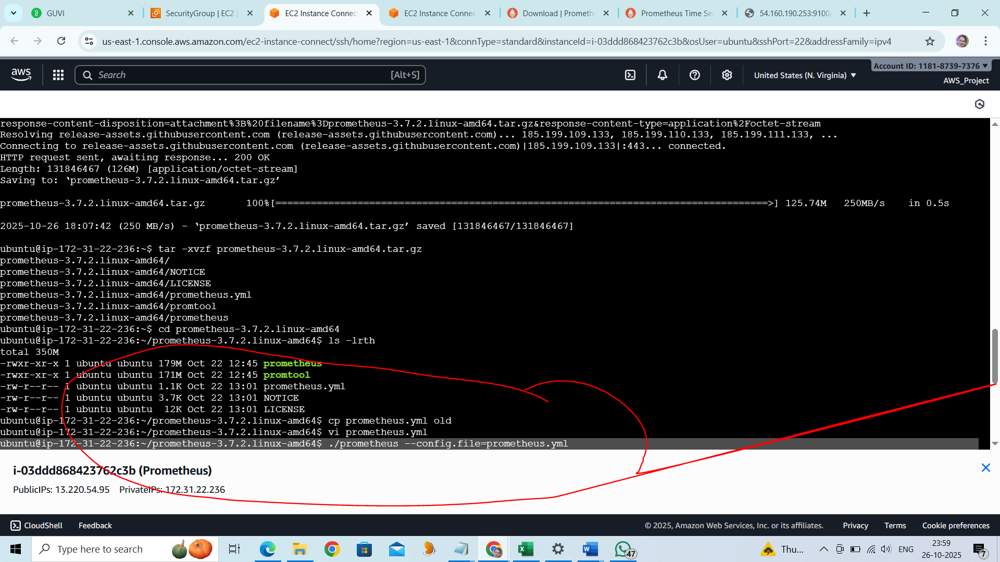 GUVI
SecurityGroup | EC2 |
EC2 Instance Connect
EC2 Instance Connec
Download | Prometh
Prometheus Time Se
54.160.190.253:9100/
us-east-1.console.aws.amazon.com/ec2-instance-connect/ssh/home?region=us-east-1&connType=standard&instanceId=i-03ddd868423762c3b&osUser=ubuntu&sshPort=22&addressFamily=ipv4
aws
Search
[Alt+S]
United States (N. Virginia)
Account ID: 1181-8739-7376
AWS_Project
response-content-disposition=attachment%3B%20filename%3Dprometheus-3.7.2.linux-amd64.tar.gz&response-content-type=application%2Foctet-stream
Resolving release-assets.githubusercontent.com (release-assets.githubusercontent.com)... 185.199.109.133, 185.199.110.133, 185.199.111.133, ...
Connecting to release-assets.githubusercontent.com (release-assets.githubusercontent.com)|185.199.109.133|:443... connected.
HTTP request sent, awaiting response... 200 OK
Length: 131846467 (126M) [application/octet-stream]
Saving to: ‘prometheus-3.7.2.linux-amd64.tar.gz’
prometheus-3.7.2.linux-amd64.tar.gz 100%[====================================================================================>] 125.74M 250MB/s in 0.5s
2025-10-26 18:07:42 (250 MB/s) - ‘prometheus-3.7.2.linux-amd64.tar.gz’ saved [131846467/131846467]
ubuntu@ip-172-31-22-236:~$ tar -xvzf prometheus-3.7.2.linux-amd64.tar.gz
prometheus-3.7.2.linux-amd64/
prometheus-3.7.2.linux-amd64/NOTICE
prometheus-3.7.2.linux-amd64/LICENSE
prometheus-3.7.2.linux-amd64/prometheus.yml
prometheus-3.7.2.linux-amd64/promtool
prometheus-3.7.2.linux-amd64/prometheus
ubuntu@ip-172-31-22-236:~$ cd prometheus-3.7.2.linux-amd64
ubuntu@ip-172-31-22-236:~/prometheus-3.7.2.linux-amd64$ ls -lrth
total 350M
-rwxr-xr-x 1 ubuntu ubuntu 179M Oct 22 12:45 prometheus
-rwxr-xr-x 1 ubuntu ubuntu 171M Oct 22 12:45 promtool
-rw-r--r-- 1 ubuntu ubuntu 1.1K Oct 22 13:01 prometheus.yml
-rw-r--r-- 1 ubuntu ubuntu 3.7K Oct 22 13:01 NOTICE
-rw-r--r-- 1 ubuntu ubuntu 12K Oct 22 13:01 LICENSE
ubuntu@ip-172-31-22-236:~/prometheus-3.7.2.linux-amd64$ cp prometheus.yml old
ubuntu@ip-172-31-22-236:~/prometheus-3.7.2.linux-amd64$ vi prometheus.yml
ubuntu@ip-172-31-22-236:~/prometheus-3.7.2.linux-amd64$ ./prometheus --config.file=prometheus.yml
i-03ddd868423762c3b (Prometheus)
PublicIPs: 13.220.54.95 PrivateIPs: 172.31.22.236
CloudShell
Feedback
© 2025, Amazon Web Services, Inc. or its affiliates.
Privacy
Terms
Cookie preferences
Type here to search
47
Thu...
ENG
23:59
26-10-2025
7